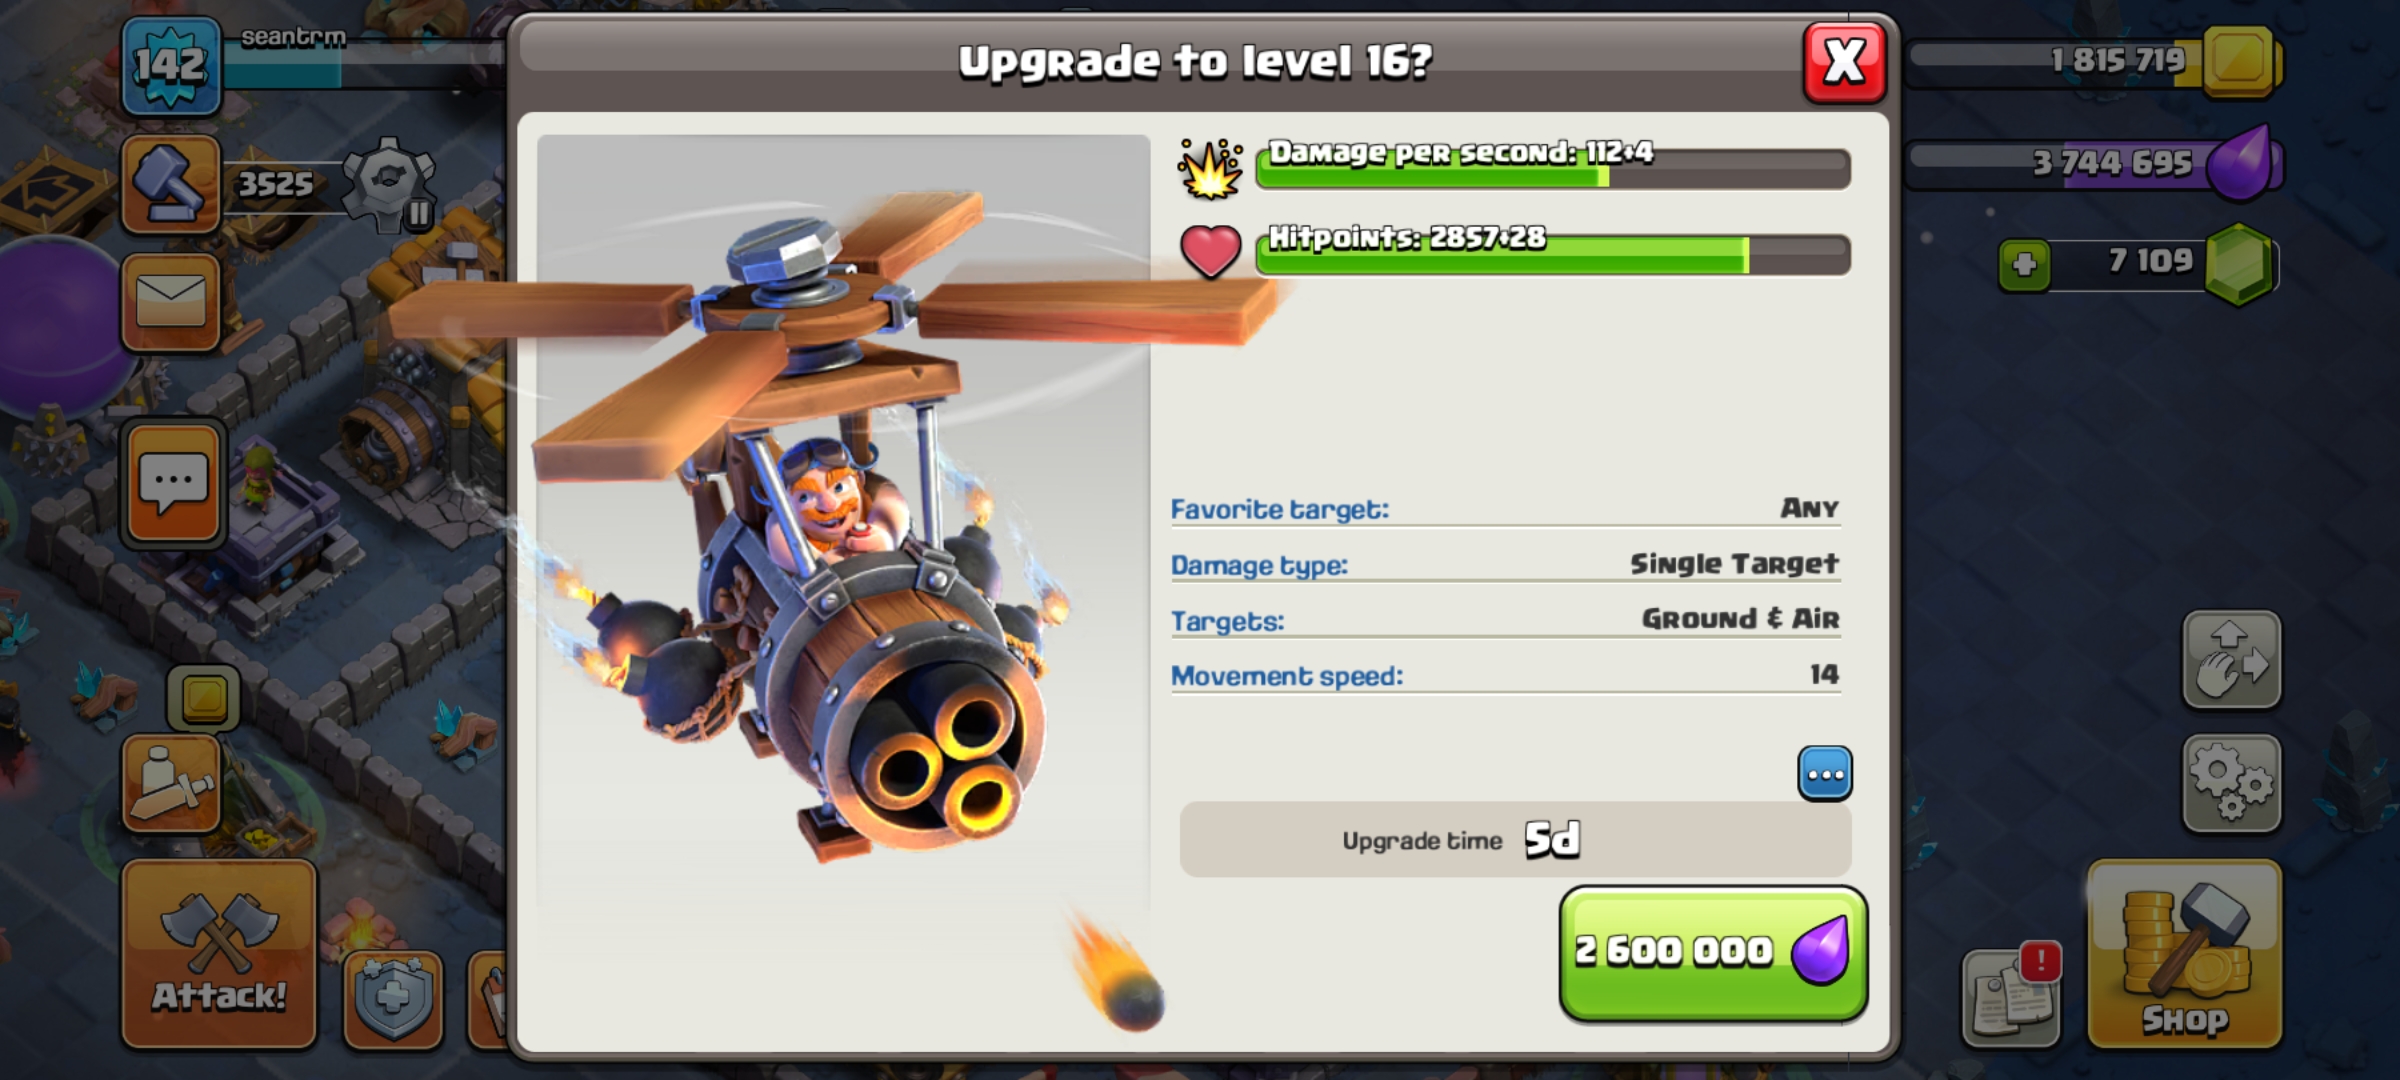 142
seantrm
Upgrade to level 16?
X
1 815 719
3525
Damage per second: 112+4
3 744 695
Hitpoints: 2857+28
7 109
Favorite target: Any
Damage type: Single Target
Targets: Ground & Air
Movement speed: 14
Upgrade time 5d
2 600 000
Attack!
!
Shop